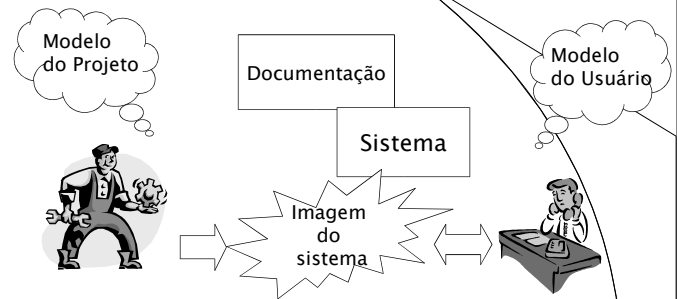 Modelo
do Projeto
Documentação
Sistema
Imagem
do
sistema
Modelo
do Usuário